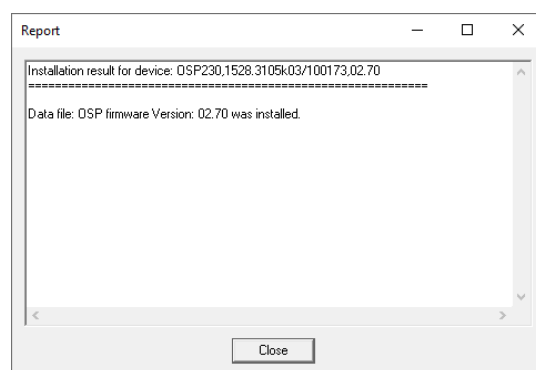 Report
Installation result for device: OSP230,1528.3105k03/100173,02.70
============================================================
Data file: OSP firmware Version: 02.70 was installed.
Close